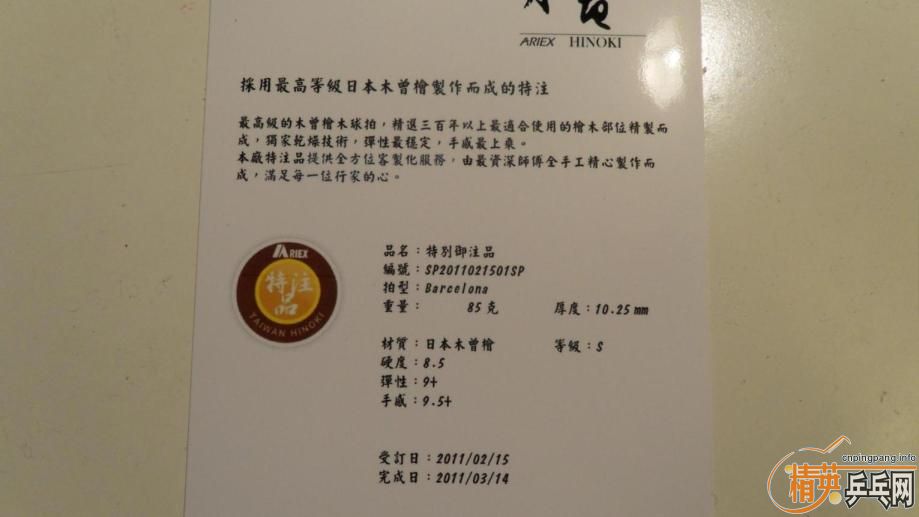 ARIEX HINOKI
採用最高等級日本木曾檜製作而成的特注
最高級的木曾檜木球拍，精選三百年以上最適合使用的檜木部位精製而
成，獨家乾燥技術，彈性最穩定，手感最上乘。
本廠特注品提供全方位客製化服務，由最資深師傅全手工精心製作而
成，滿足每一位行家的心。
ARIEX
特注品
TAIWAN HINOKI
品名：特別御注品
編號：SP2011021501SP
拍型：Barcelona
重量： 85 克 厚度：10.25 mm
材質：日本木曾檜 等級：S
硬度：8.5
彈性：9+
手感：9.5+
受訂日：2011/02/15
完成日：2011/03/14
cnpingpang.info
精英乒乓网